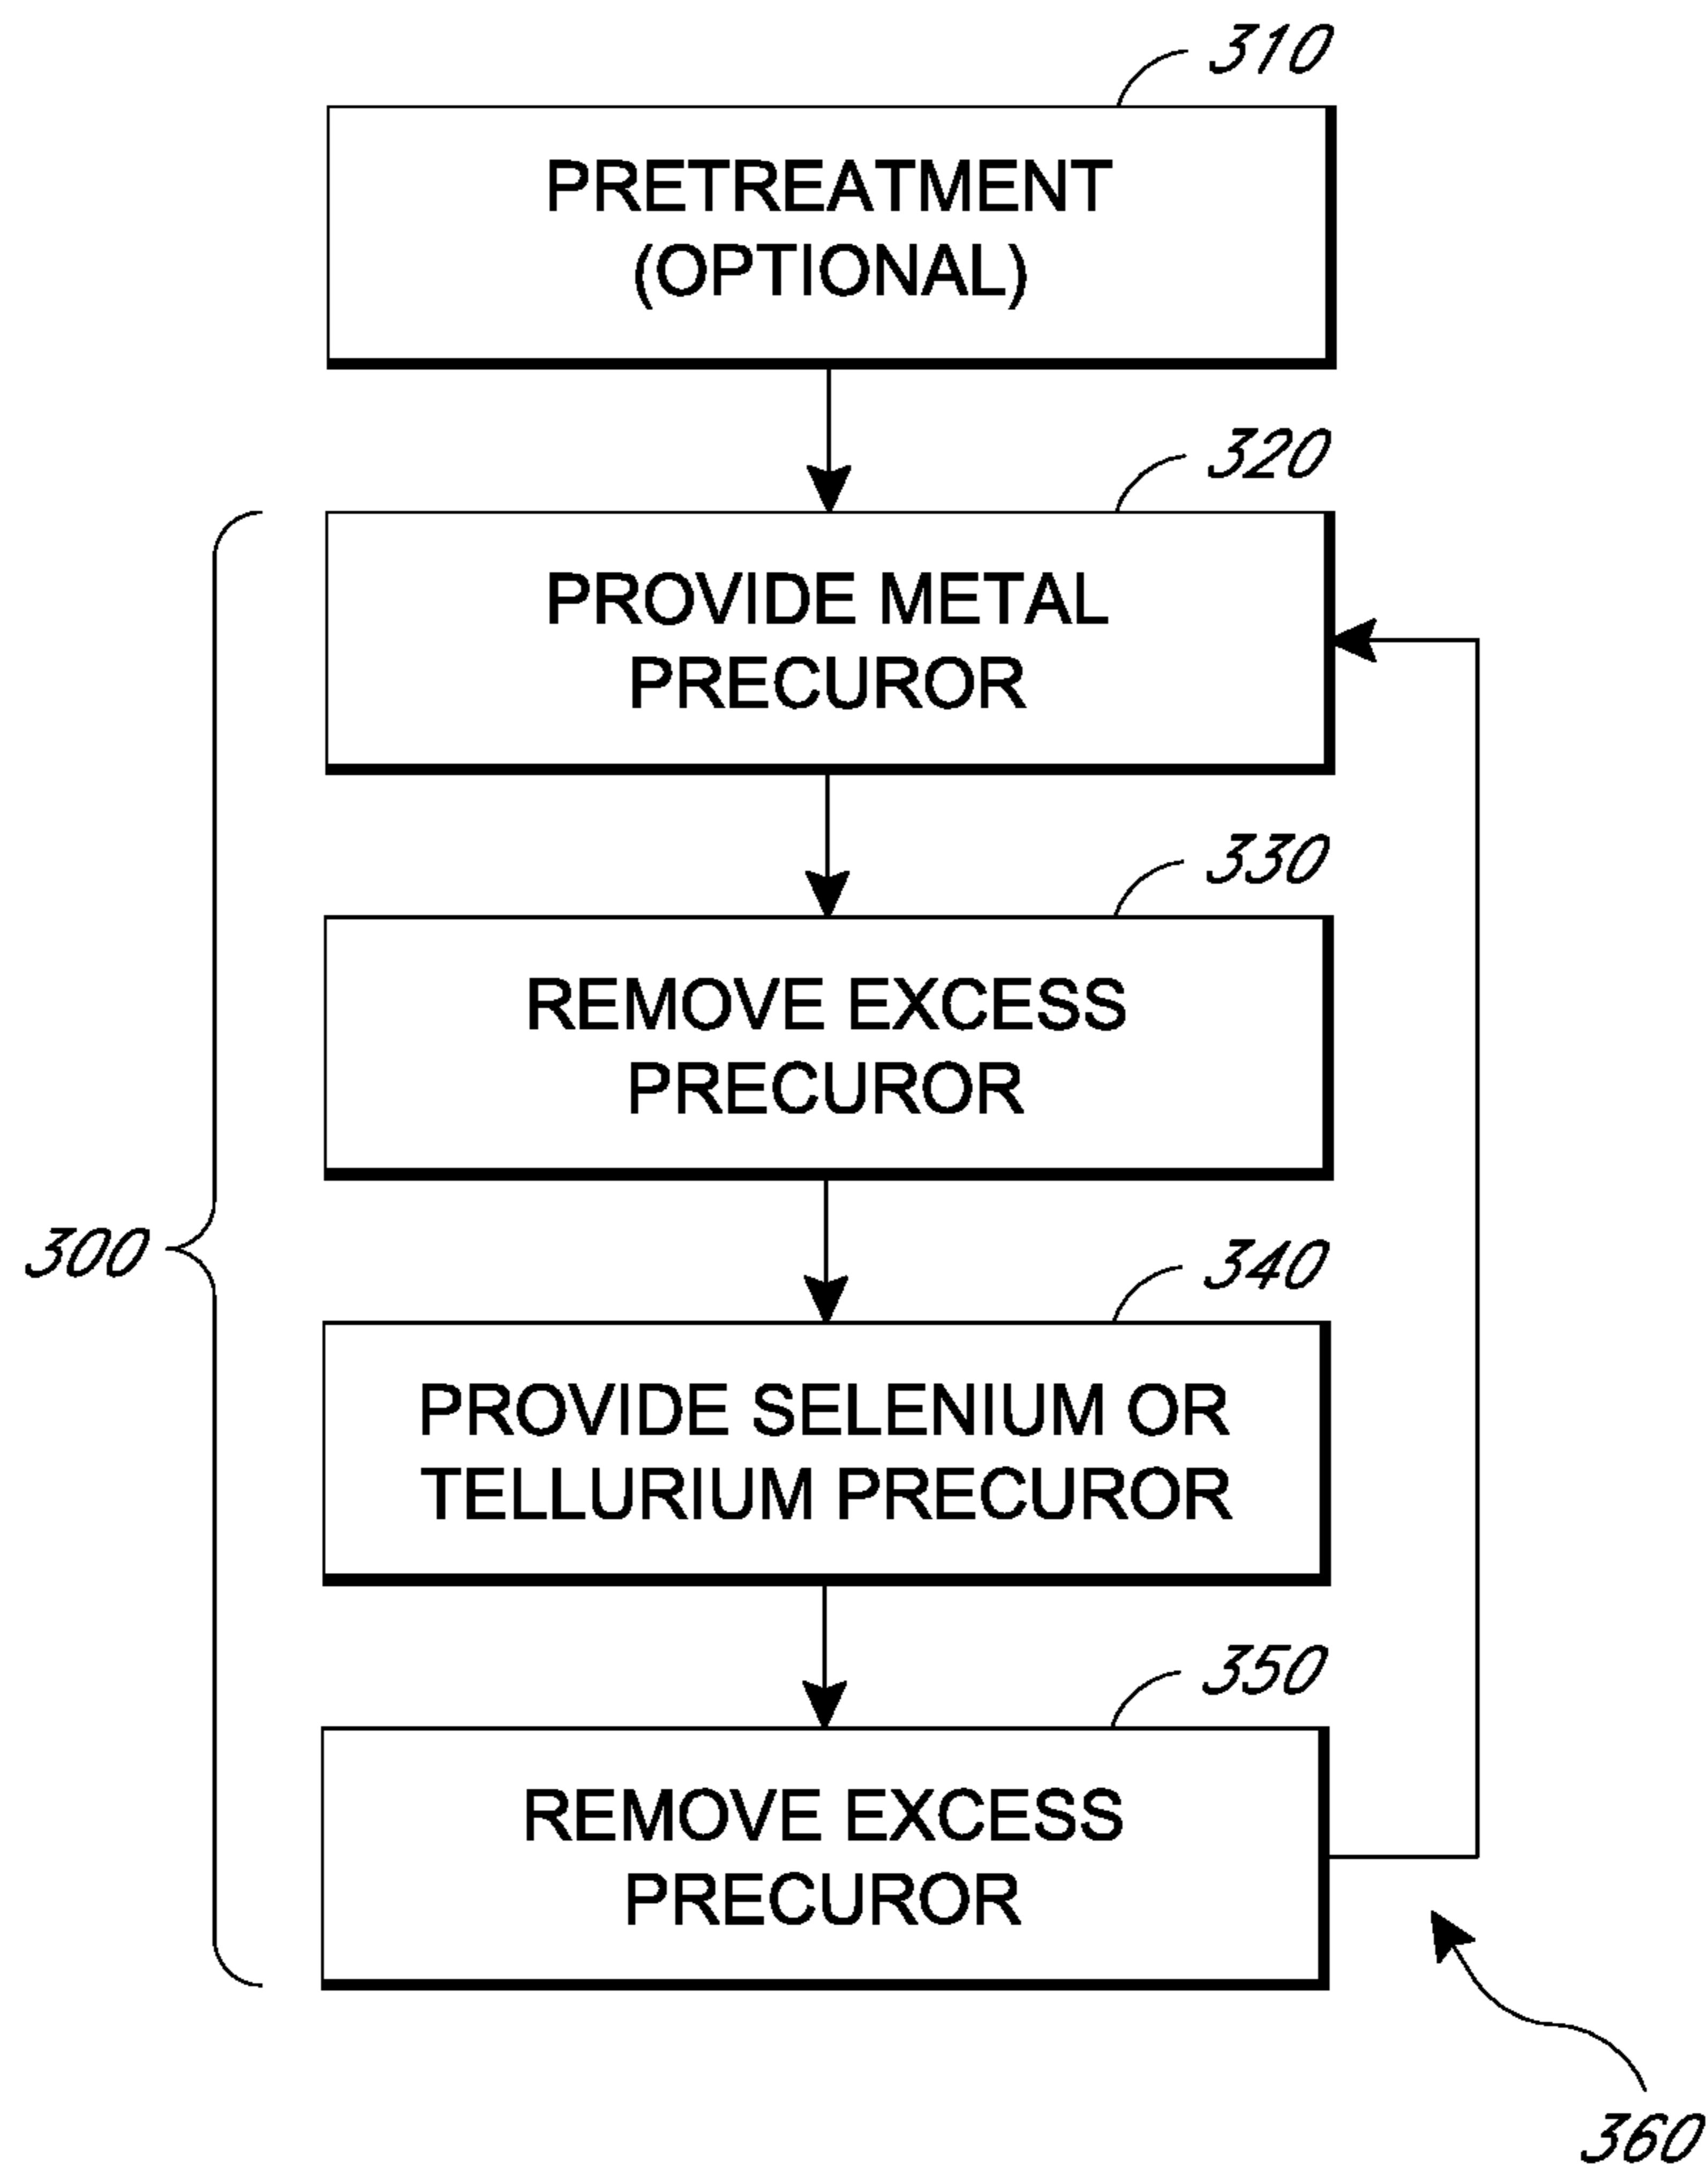 310
PRETREATMENT
(OPTIONAL)
320
PROVIDE METAL
PRECUROR
330
REMOVE EXCESS
PRECUROR
300
340
PROVIDE SELENIUM OR
TELLURIUM PRECUROR
350
REMOVE EXCESS
PRECUROR
360